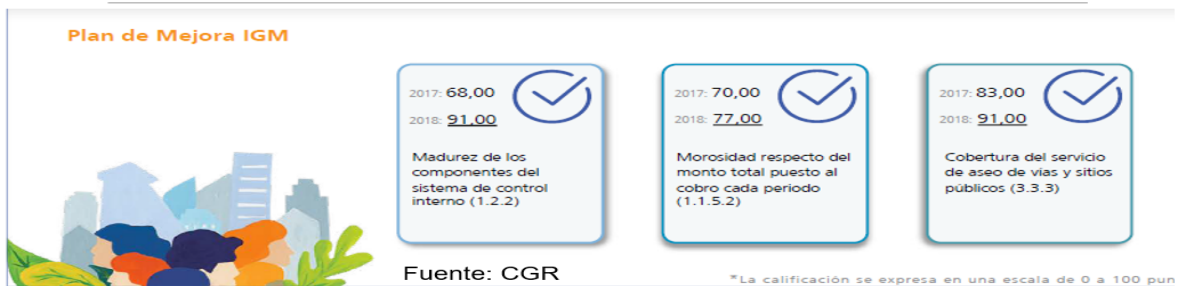 Plan de Mejora IGM
2017: 68,00
2018: 91,00
Madurez de los
componentes del
sistema de control
interno (1.2.2)
2017: 70,00
2018: 77,00
Morosidad respecto del
monto total puesto al
cobro cada periodo
(1.1.5.2)
2017: 83,00
2018: 91,00
Cobertura del servicio
de aseo de vías y sitios
públicos (3.3.3)
Fuente: CGR
*La calificación se expresa en una escala de 0 a 100 pun